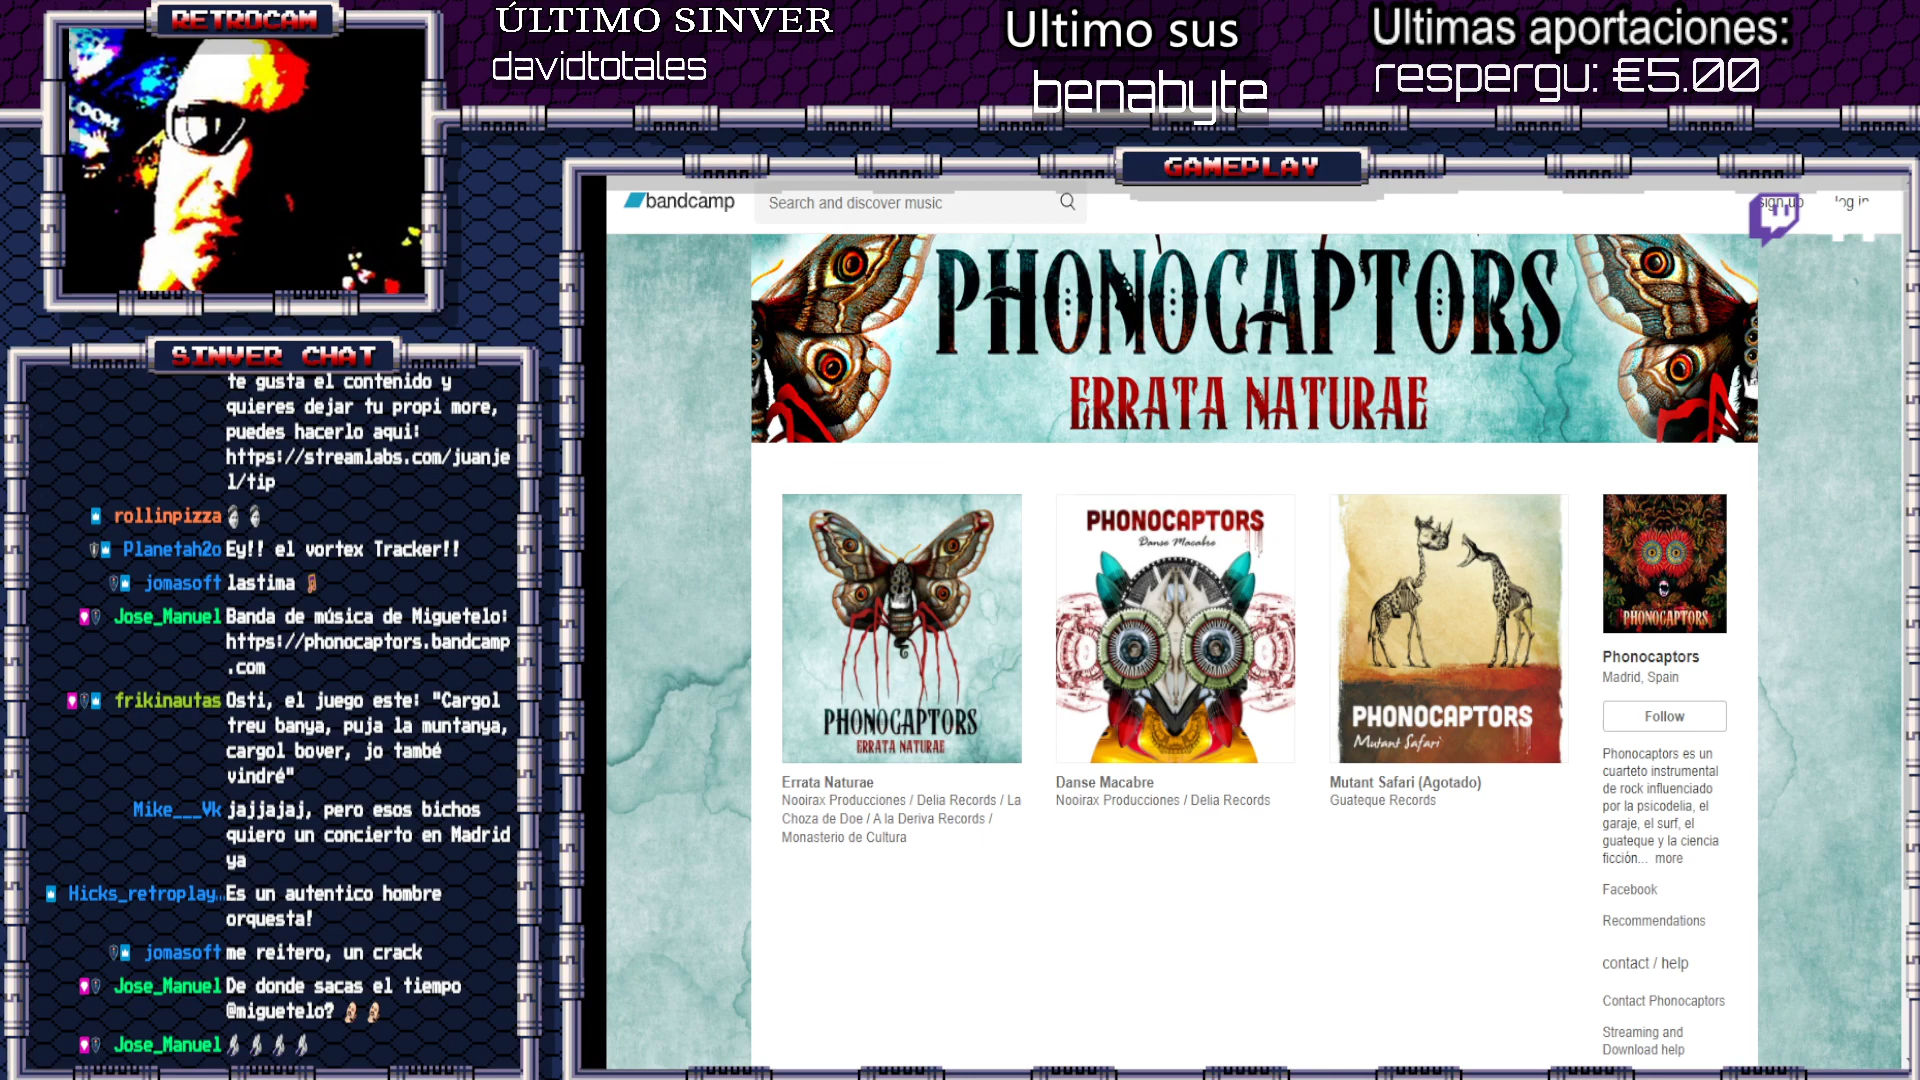 RETROCAM
ÚLTIMO SINVER
davidtotales
Ultimo sus
benabyte
Ultimas aportaciones:
respergu: €5.00
LOOM
SINVER CHAT
te gusta el contenido y
quieres dejar tu propi more,
puedes hacerlo aqui:
https://streamlabs.com/juanje
l/tip
rollinpizza
Planetah2o Ey!! el vortex Tracker!!
jomasoft lastima
Jose_Manuel Banda de música de Miguetelo:
https://phonocaptors.bandcamp
.com
frikinautas Osti, el juego este: "Cargol
treu banya, puja la muntanya,
cargol bover, jo també
vindré"
Mike___Vk jajjajaj, pero esos bichos
quiero un concierto en Madrid
ya
Hicks_retroplay... Es un autentico hombre
orquesta!
jomasoft me reitero, un crack
Jose_Manuel De donde sacas el tiempo
@miguetelo?
Jose_Manuel
GAMEPLAY
bandcamp
Search and discover music
sign up
log in
PHONOCAPTORS
ERRATA NATURAE
PHONOCAPTORS
ERRATA NATURAE
Errata Naturae
Nooirax Producciones / Delia Records / La
Choza de Doe / A la Deriva Records /
Monasterio de Cultura
PHONOCAPTORS
Danse Macabre
Danse Macabre
Nooirax Producciones / Delia Records
PHONOCAPTORS
Mutant Safari
Mutant Safari (Agotado)
Guateque Records
PHONOCAPTORS
Phonocaptors
Madrid, Spain
Follow
Phonocaptors es un
cuarteto instrumental
de rock influenciado
por la psicodelia, el
garaje, el surf, el
guateque y la ciencia
ficción... more
Facebook
Recommendations
contact / help
Contact Phonocaptors
Streaming and
Download help